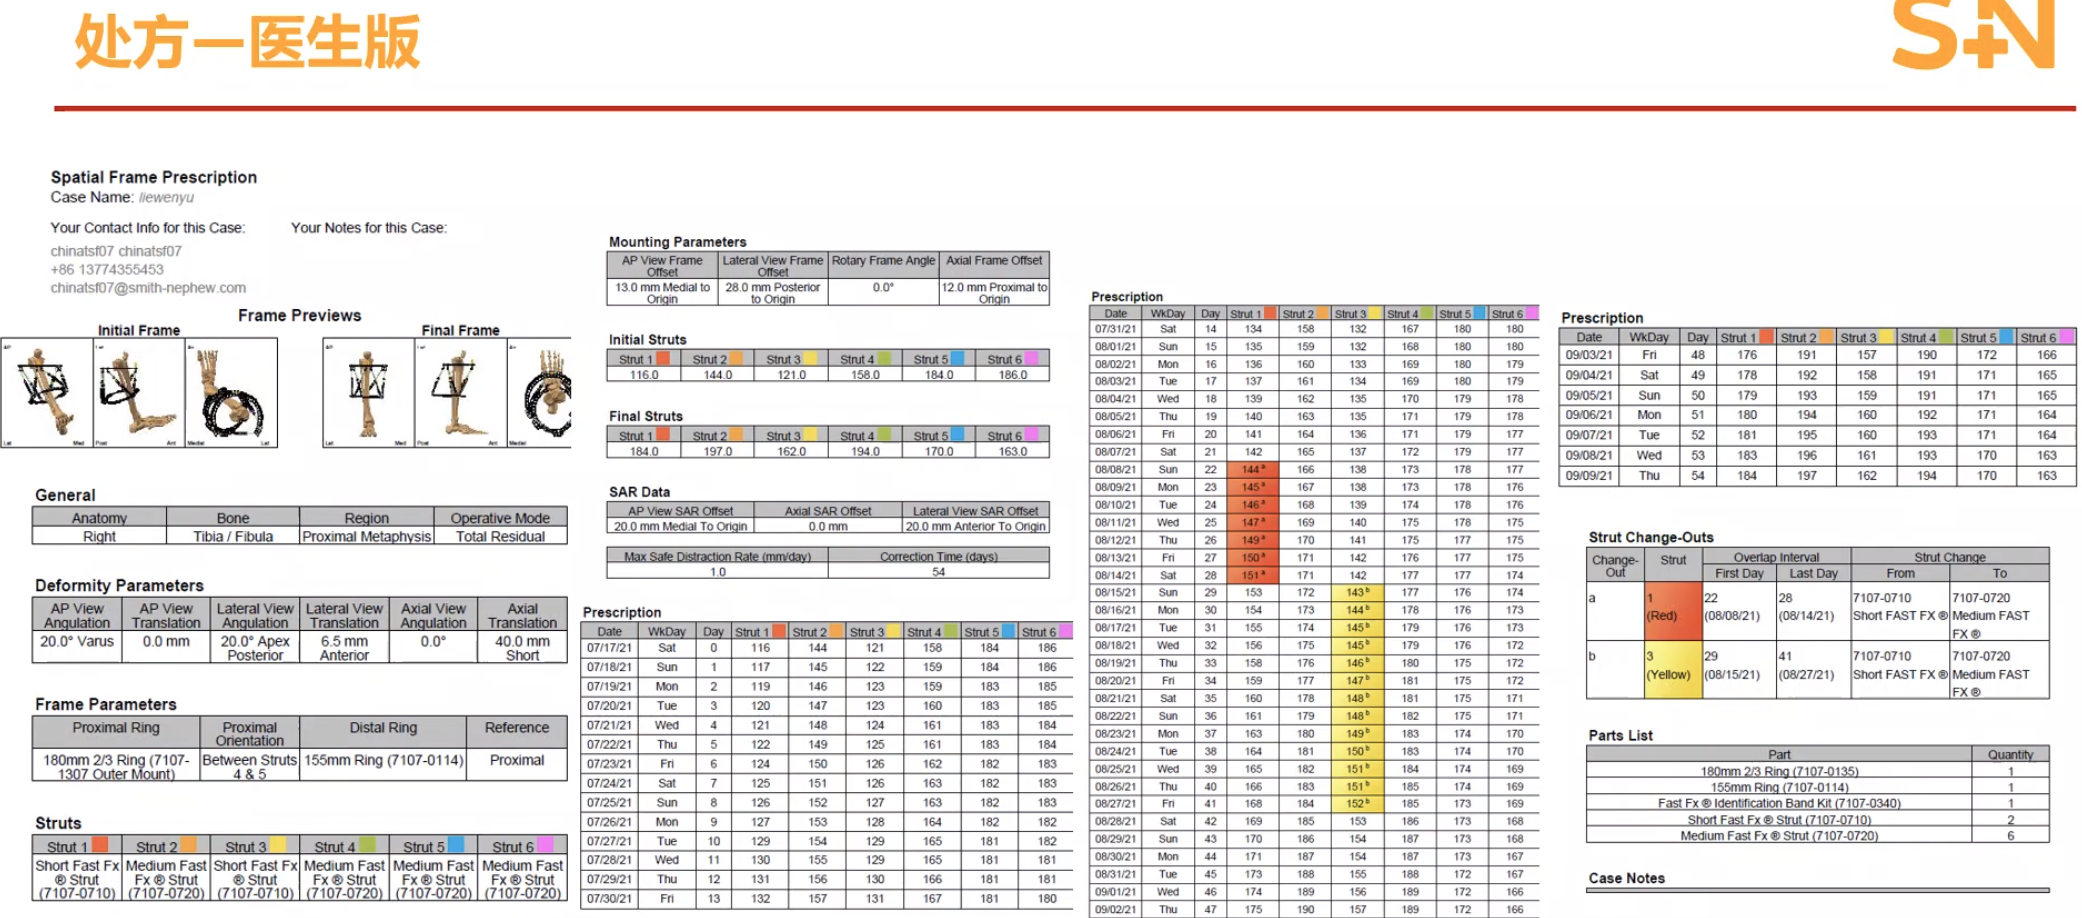 处方一医生版
S+N
Spatial Frame Prescription
Case Name: liewenyu
Your Contact Info for this Case: Your Notes for this Case:
chinatsf07 chinatsf07
+86 13774355453
chinatsf07@smith-nephew.com
Frame Previews
Initial Frame Final Frame
Lat Med Post Ant Medial Lat Lat Med Post Ant Medial
General
Anatomy Bone Region Operative Mode
Right Tibia / Fibula Proximal Metaphysis Total Residual
Deformity Parameters
AP View Angulation AP View Translation Lateral View Angulation Lateral View Translation Axial View Angulation Axial Translation
20.0° Varus 0.0 mm 20.0° Apex Posterior 6.5 mm Anterior 0.0° 40.0 mm Short
Frame Parameters
Proximal Ring Proximal Orientation Distal Ring Reference
180mm 2/3 Ring (7107-1307 Outer Mount) Between Struts 4 & 5 155mm Ring (7107-0114) Proximal
Struts
Strut 1 Strut 2 Strut 3 Strut 4 Strut 5 Strut 6
Short Fast Fx ® Strut (7107-0710) Medium Fast Fx ® Strut (7107-0720) Short Fast Fx ® Strut (7107-0710) Medium Fast Fx ® Strut (7107-0720) Medium Fast Fx ® Strut (7107-0720) Medium Fast Fx ® Strut (7107-0720)
Mounting Parameters
AP View Frame Offset Lateral View Frame Offset Rotary Frame Angle Axial Frame Offset
13.0 mm Medial to Origin 28.0 mm Posterior to Origin 0.0° 12.0 mm Proximal to Origin
Initial Struts
Strut 1 Strut 2 Strut 3 Strut 4 Strut 5 Strut 6
116.0 144.0 121.0 158.0 184.0 186.0
Final Struts
Strut 1 Strut 2 Strut 3 Strut 4 Strut 5 Strut 6
184.0 197.0 162.0 194.0 170.0 163.0
SAR Data
AP View SAR Offset Axial SAR Offset Lateral View SAR Offset
20.0 mm Medial To Origin 0.0 mm 20.0 mm Anterior To Origin
Max Safe Distraction Rate (mm/day) Correction Time (days)
1.0 54
Prescription
Date WkDay Day Strut 1 Strut 2 Strut 3 Strut 4 Strut 5 Strut 6
07/17/21 Sat 0 116 144 121 158 184 186
07/18/21 Sun 1 117 145 122 159 184 186
07/19/21 Mon 2 119 146 123 159 183 185
07/20/21 Tue 3 120 147 123 160 183 185
07/21/21 Wed 4 121 148 124 161 183 184
07/22/21 Thu 5 122 149 125 161 183 184
07/23/21 Fri 6 124 150 126 162 182 183
07/24/21 Sat 7 125 151 126 163 182 183
07/25/21 Sun 8 126 152 127 163 182 183
07/26/21 Mon 9 127 153 128 164 182 182
07/27/21 Tue 10 129 154 129 165 181 182
07/28/21 Wed 11 130 155 129 165 181 181
07/29/21 Thu 12 131 156 130 166 181 181
07/30/21 Fri 13 132 157 131 167 181 180
Prescription
Date WkDay Day Strut 1 Strut 2 Strut 3 Strut 4 Strut 5 Strut 6
07/31/21 Sat 14 134 158 132 167 180 180
08/01/21 Sun 15 135 159 132 168 180 180
08/02/21 Mon 16 136 160 133 169 180 179
08/03/21 Tue 17 137 161 134 169 180 179
08/04/21 Wed 18 139 162 135 170 179 178
08/05/21 Thu 19 140 163 135 171 179 178
08/06/21 Fri 20 141 164 136 171 179 177
08/07/21 Sat 21 142 165 137 172 179 177
08/08/21 Sun 22 144 a 166 138 173 178 177
08/09/21 Mon 23 145 a 167 138 173 178 176
08/10/21 Tue 24 146 a 168 139 174 178 176
08/11/21 Wed 25 147 a 169 140 175 178 175
08/12/21 Thu 26 149 a 170 141 175 177 175
08/13/21 Fri 27 150 a 171 142 176 177 175
08/14/21 Sat 28 151 a 171 142 177 177 174
08/15/21 Sun 29 153 172 143 b 177 176 174
08/16/21 Mon 30 154 173 144 b 178 176 173
08/17/21 Tue 31 155 174 145 b 179 176 173
08/18/21 Wed 32 156 175 145 b 179 176 172
08/19/21 Thu 33 158 176 146 b 180 175 172
08/20/21 Fri 34 159 177 147 b 181 175 172
08/21/21 Sat 35 160 178 148 b 181 175 171
08/22/21 Sun 36 161 179 148 b 182 175 171
08/23/21 Mon 37 163 180 149 b 183 174 170
08/24/21 Tue 38 164 181 150 b 183 174 170
08/25/21 Wed 39 165 182 151 b 184 174 169
08/26/21 Thu 40 166 183 151 b 185 174 169
08/27/21 Fri 41 168 184 152 b 185 173 169
08/28/21 Sat 42 169 185 153 186 173 168
08/29/21 Sun 43 170 186 154 187 173 168
08/30/21 Mon 44 171 187 154 187 173 167
08/31/21 Tue 45 173 188 155 188 172 167
09/01/21 Wed 46 174 189 156 189 172 166
09/02/21 Thu 47 175 190 157 189 172 166
Prescription
Date WkDay Day Strut 1 Strut 2 Strut 3 Strut 4 Strut 5 Strut 6
09/03/21 Fri 48 176 191 157 190 172 166
09/04/21 Sat 49 178 192 158 191 171 165
09/05/21 Sun 50 179 193 159 191 171 165
09/06/21 Mon 51 180 194 160 192 171 164
09/07/21 Tue 52 181 195 160 193 171 164
09/08/21 Wed 53 183 196 161 193 170 163
09/09/21 Thu 54 184 197 162 194 170 163
Strut Change-Outs
Change-Out Strut Overlap Interval Strut Change
First Day Last Day From To
a 1 (Red) 22 (08/08/21) 28 (08/14/21) 7107-0710 Short FAST FX ® 7107-0720 Medium FAST FX ®
b 3 (Yellow) 29 (08/15/21) 41 (08/27/21) 7107-0710 Short FAST FX ® 7107-0720 Medium FAST FX ®
Parts List
Part Quantity
180mm 2/3 Ring (7107-0135) 1
155mm Ring (7107-0114) 1
Fast Fx ® Identification Band Kit (7107-0340) 1
Short Fast Fx ® Strut (7107-0710) 2
Medium Fast Fx ® Strut (7107-0720) 6
Case Notes